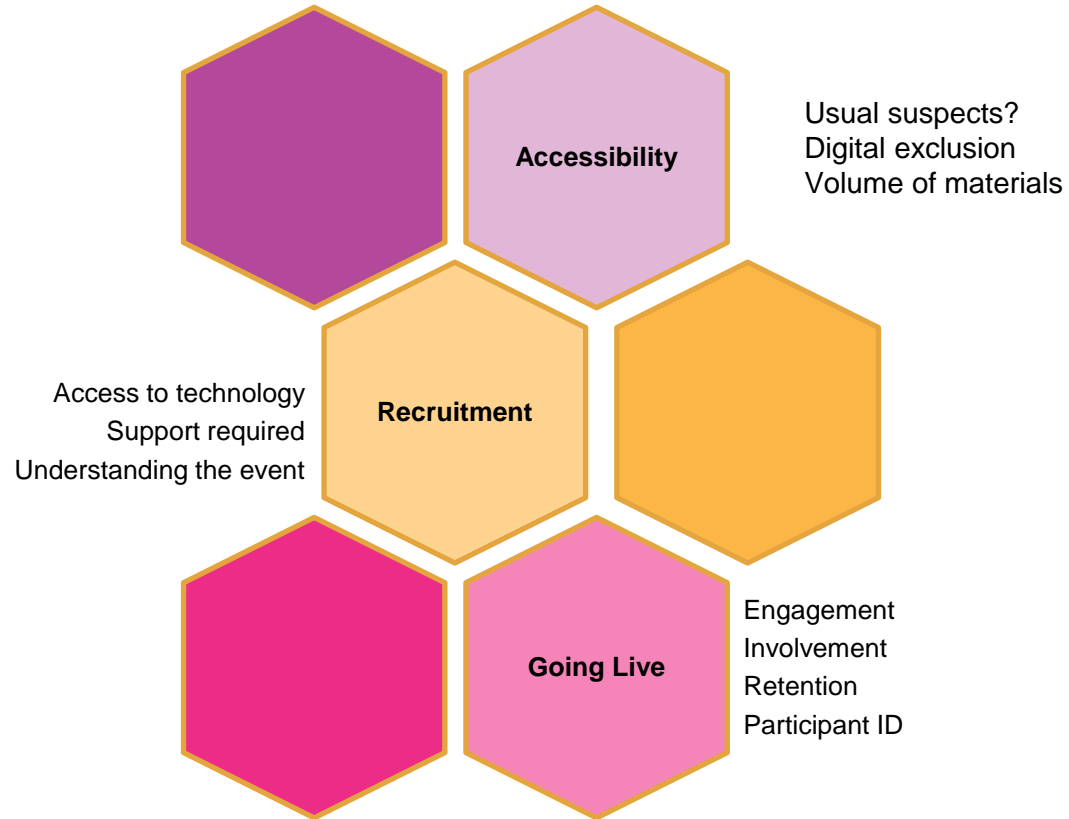 Accessibility
Usual suspects?
Digital exclusion
Volume of materials
Access to technology
Support required
Understanding the event
Recruitment
Going Live
Engagement
Involvement
Retention
Participant ID